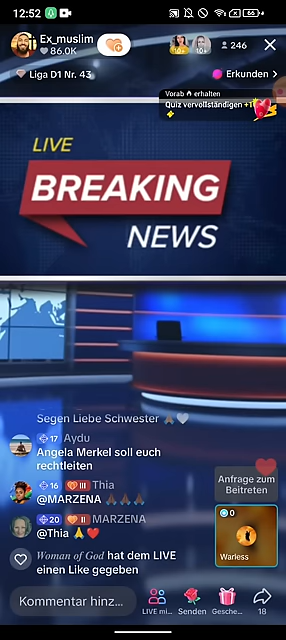 12:52
86
Ex_muslim
86.0K
10+
10+
246
Liga D1 Nr. 43
Erkunden >
Vorab erhalten
Quiz vervollständigen +1
LIVE
BREAKING
NEWS
Segen Liebe Schwester
17 Aydu
Angela Merkel soll euch
rechtleiten
16 III Thia
@MARZENA
20 II MARZENA
@Thia
Woman of God hat dem LIVE
einen Like gegeben
Anfrage zum
Beitreten
0
Warless
Kommentar hinz...
LIVE mi...
Senden
Gesche...
18